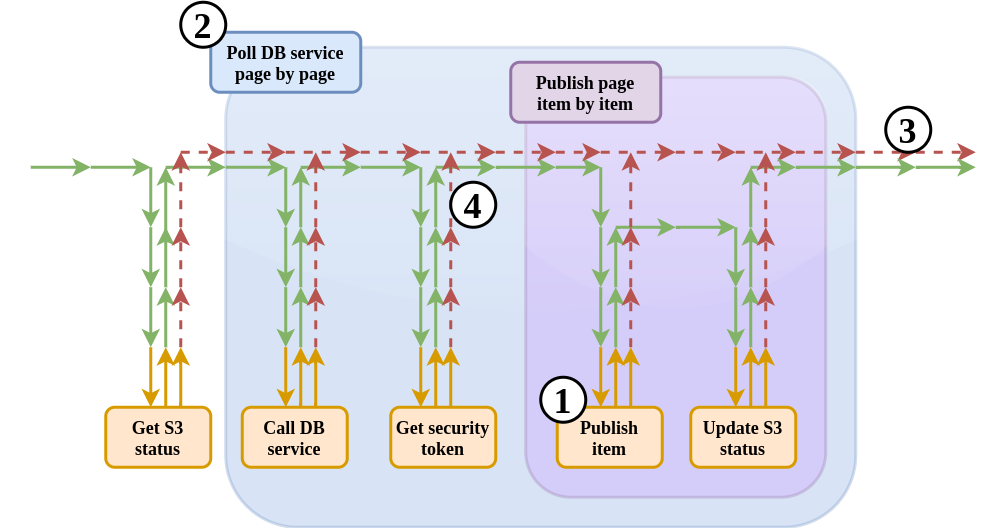 2
Poll DB service
page by page
Publish page
item by item
3
4
1
Get S3
status
Call DB
service
Get security
token
Publish
item
Update S3
status